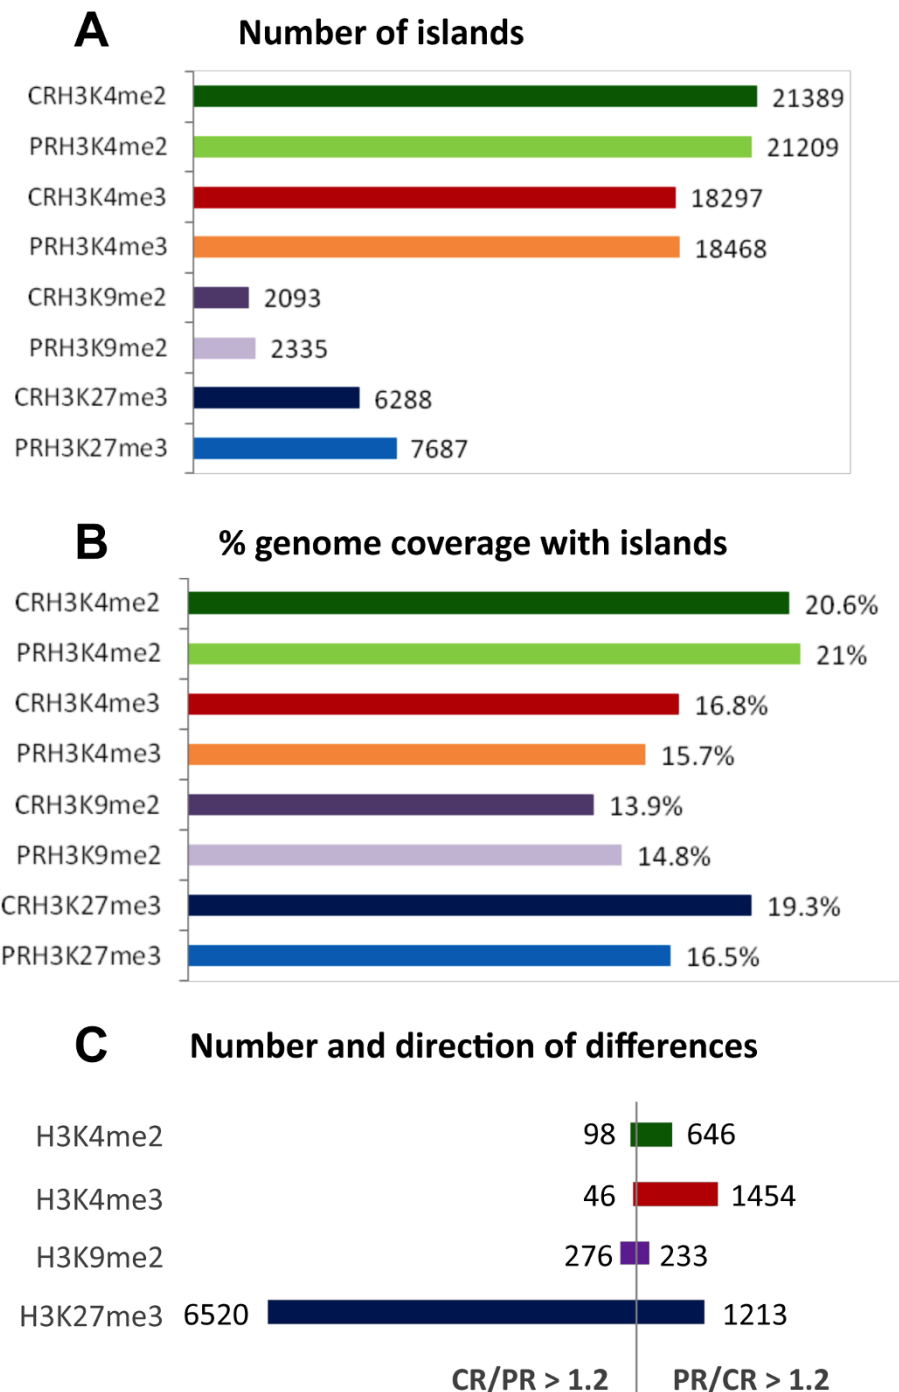 A Number of islands
CRH3K4me2 21389
PRH3K4me2 21209
CRH3K4me3 18297
PRH3K4me3 18468
CRH3K9me2 2093
PRH3K9me2 2335
CRH3K27me3 6288
PRH3K27me3 7687
B % genome coverage with islands
CRH3K4me2 20.6%
PRH3K4me2 21%
CRH3K4me3 16.8%
PRH3K4me3 15.7%
CRH3K9me2 13.9%
PRH3K9me2 14.8%
CRH3K27me3 19.3%
PRH3K27me3 16.5%
C Number and direction of differences
H3K4me2 98 646
H3K4me3 46 1454
H3K9me2 276 233
H3K27me3 6520 1213
CR/PR > 1.2 PR/CR > 1.2